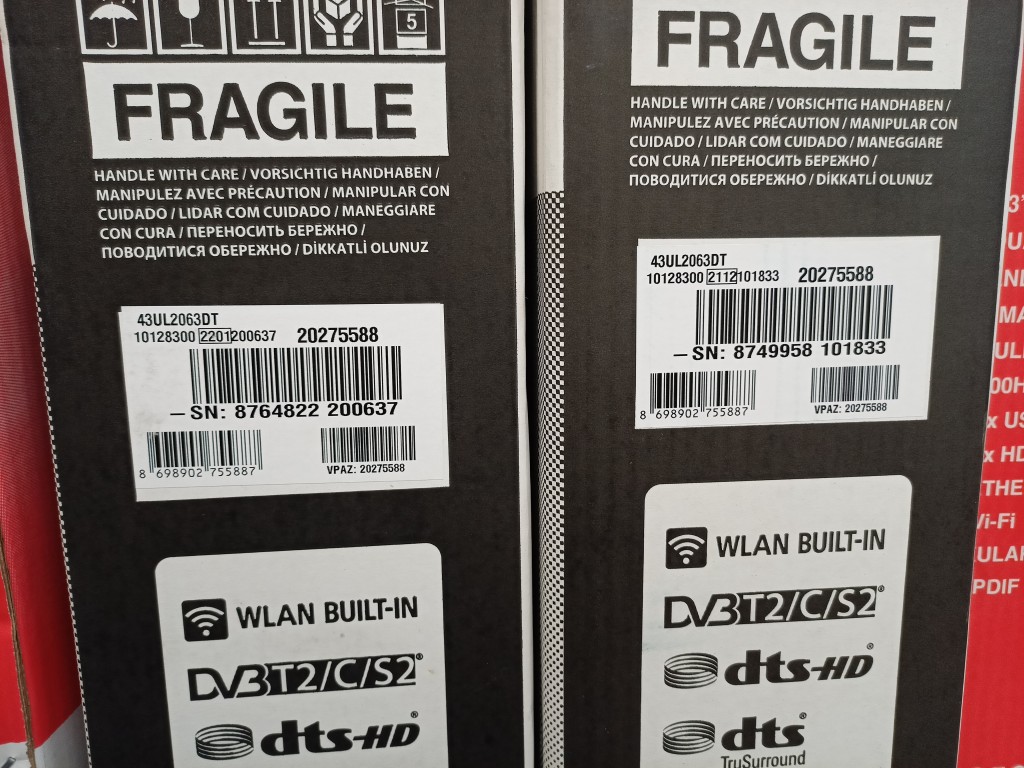 5
FRAGILE
HANDLE WITH CARE / VORSICHTIG HANDHABEN /
MANIPULEZ AVEC PRÉCAUTION / MANIPULAR CON
CUIDADO / LIDAR COM CUIDADO / MANEGGIARE
CON CURA / ПЕРЕНОСИТЬ БЕРЕЖНО /
ПОВОДИТИСЯ ОБЕРЕЖНО / DİKKATLİ OLUNUZ
43UL2063DT
10128300 2201 200637 20275588
SN: 8764822 200637
8 698902 755887
VPAZ: 20275588
WLAN BUILT-IN
DVB T2/C/S2®
dts-HD®
FRAGILE
HANDLE WITH CARE / VORSICHTIG HANDHABEN /
MANIPULEZ AVEC PRÉCAUTION / MANIPULAR CON
CUIDADO / LIDAR COM CUIDADO / MANEGGIARE
CON CURA / ПЕРЕНОСИТЬ БЕРЕЖНО /
ПОВОДИТИСЯ ОБЕРЕЖНО / DİKKATLİ OLUNUZ
43UL2063DT
10128300 2112 101833 20275588
SN: 8749958 101833
8 698902 755887
VPAZ: 20275588
WLAN BUILT-IN
DVB T2/C/S2®
dts-HD®
dts®
TruSurround